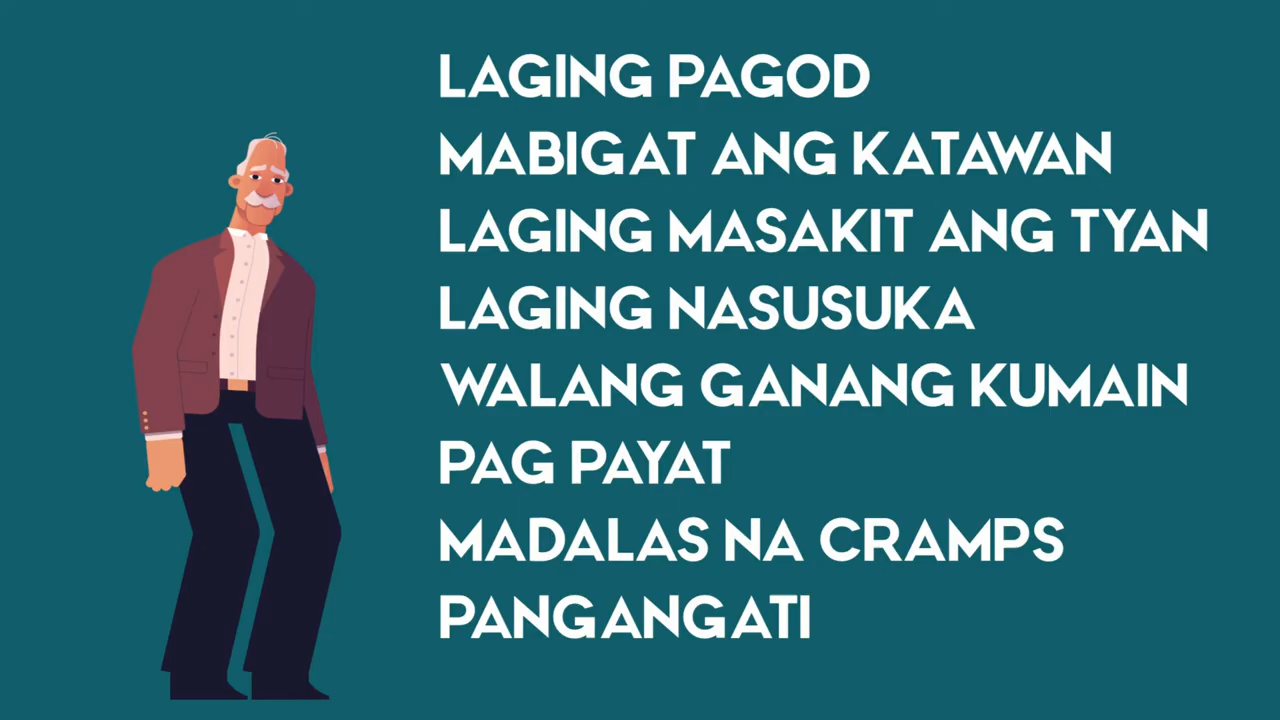 LAGING PAGOD
MABIGAT ANG KATAWAN
LAGING MASAKIT ANG TYAN
LAGING NASUSUKA
WALANG GANANG KUMAIN
PAG PAYAT
MADALAS NA CRAMPS
PANGANGATI